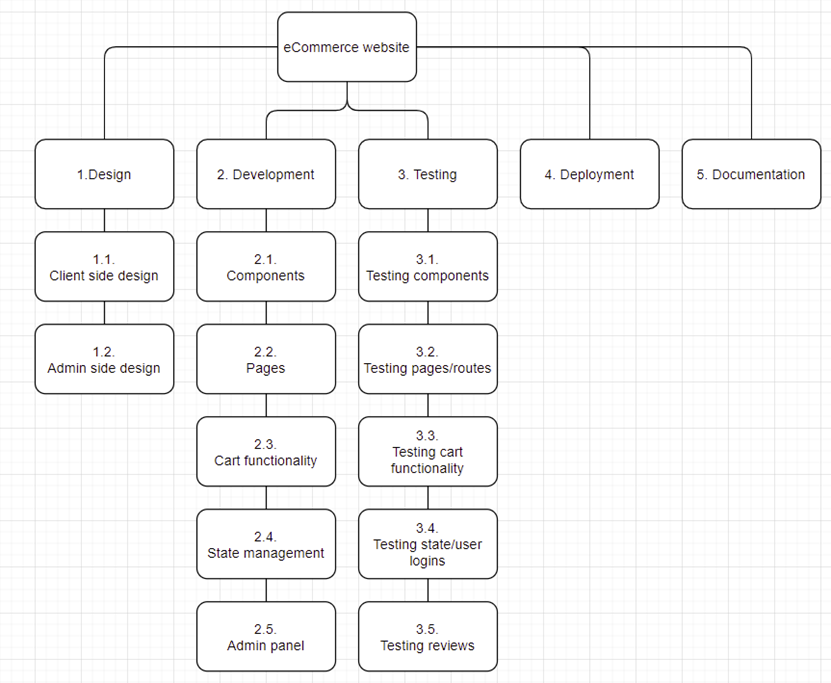 eCommerce website
1.Design
2. Development
3. Testing
4. Deployment
5. Documentation
1.1.
Client side design
2.1.
Components
3.1.
Testing components
1.2.
Admin side design
2.2.
Pages
3.2.
Testing pages/routes
2.3.
Cart functionality
3.3.
Testing cart
functionality
2.4.
State management
3.4.
Testing state/user
logins
2.5.
Admin panel
3.5.
Testing reviews